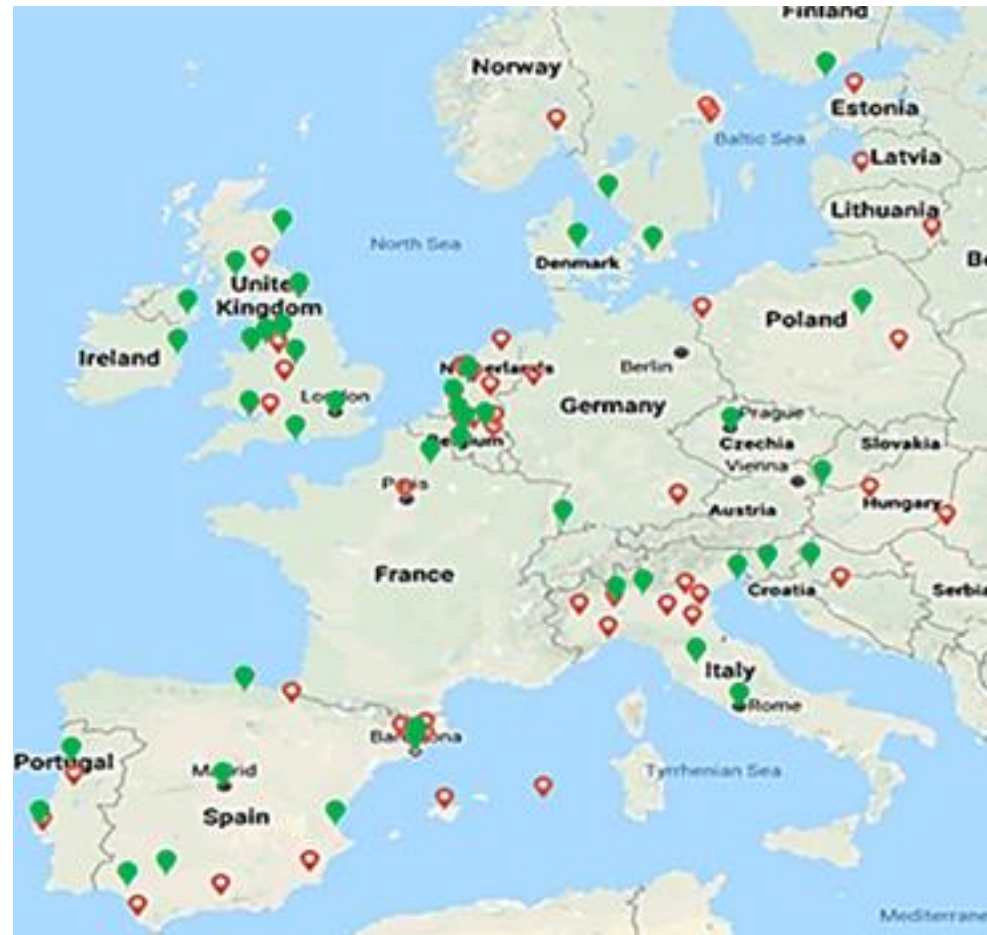 Finland
Norway
Estonia
Baltic Sea
Latvia
Lithuania
North Sea
Denmark
United
Kingdom
Ireland
Poland
Netherlands
Berlin
London
Germany
Belgium
Prague
Czechia
Slovakia
Vienna
Paris
Hungary
Austria
France
Croatia
Serbia
Italy
Rome
Barcelona
Portugal
Madrid
Tyrrhenian Sea
Spain
Mediterrane